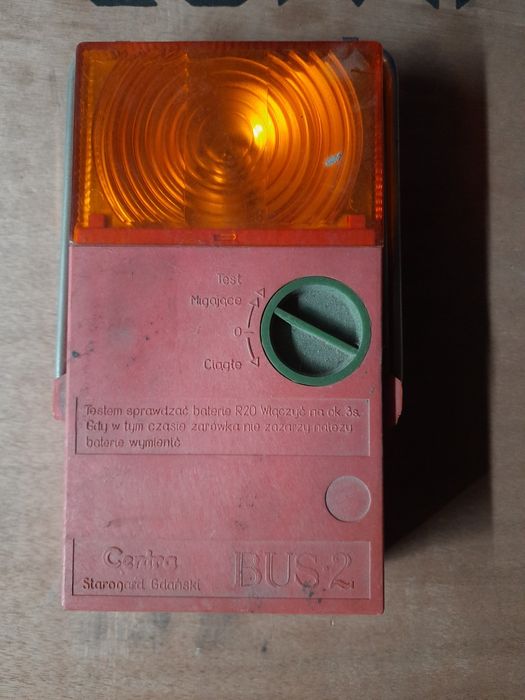 Test
Migające
0
Ciągłe
Testem sprawdzać baterie R20 Włączyć na ok. 3s.
Gdy w tym czasie żarówka nie zażarzy należy
baterie wymienić
Centra
Starogard Gdański
BUS-2